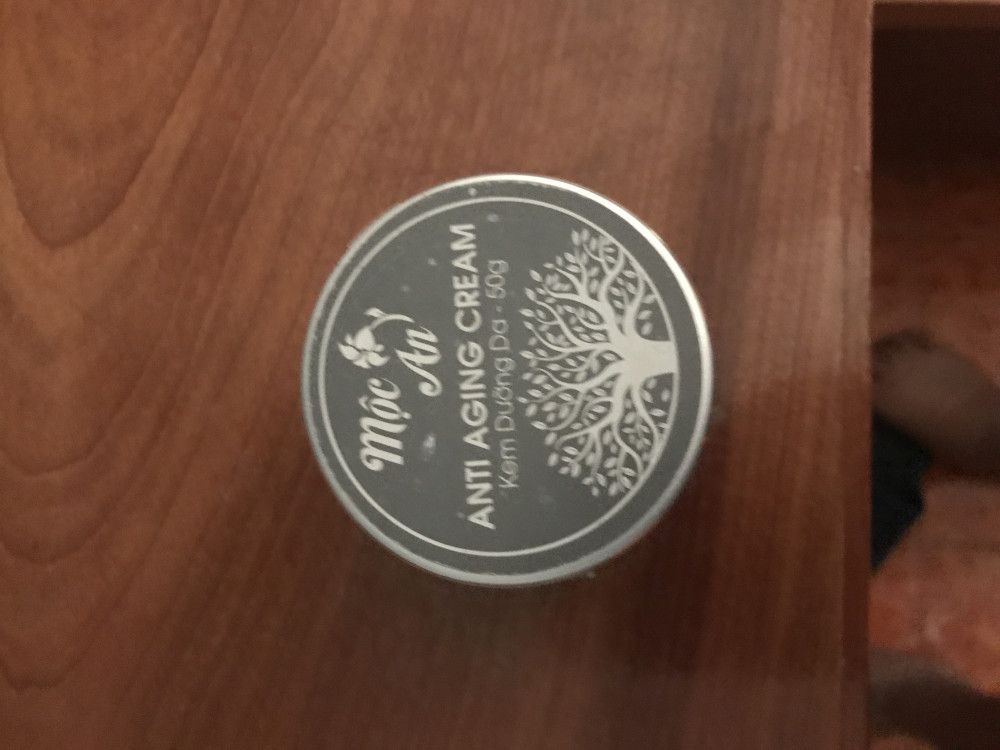 Mộc
An
ANTI AGING CREAM
Kem Dưỡng Da - 50g